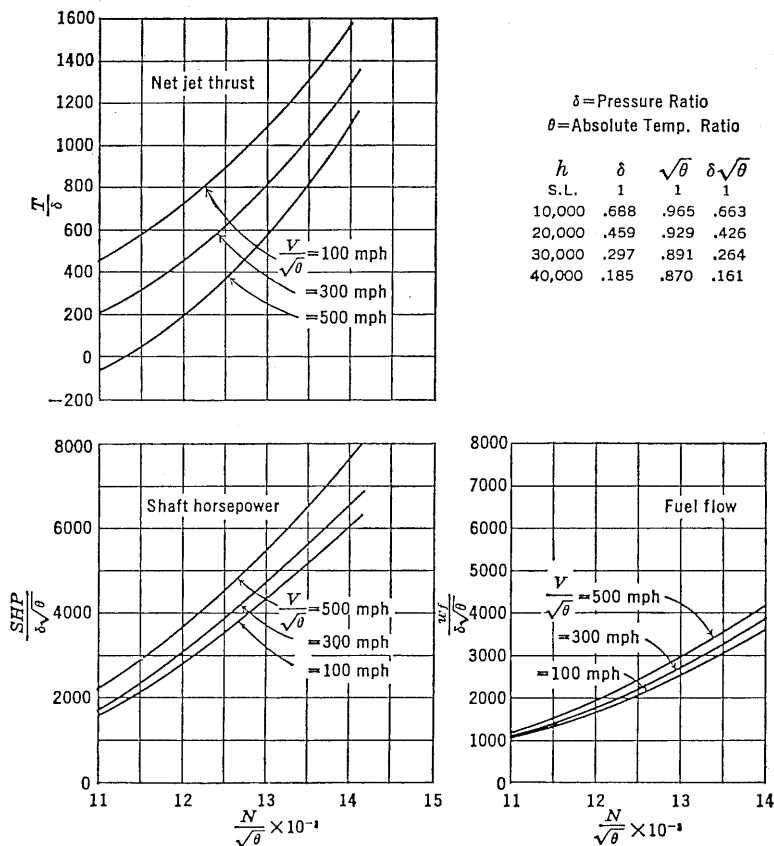 1600
1400
1200
1000
800
600
400
200
0
−200
T/δ
Net jet thrust
V/√θ =100 mph
=300 mph
=500 mph
δ=Pressure Ratio
θ=Absolute Temp. Ratio
h δ √θ δ√θ
S.L. 1 1 1
10,000 .668 .965 .663
20,000 .459 .929 .426
30,000 .297 .891 .264
40,000 .185 .870 .161
8000
6000
4000
2000
0
SHP/δ√θ
Shaft horsepower
V/√θ =500 mph
=300 mph
=100 mph
11 12 13 14 15
N/√θ ×10
8000
7000
6000
5000
4000
3000
2000
1000
0
wf/δ√θ
Fuel flow
V/√θ =500 mph
=300 mph
=100 mph
11 12 13 14
N/√θ ×10